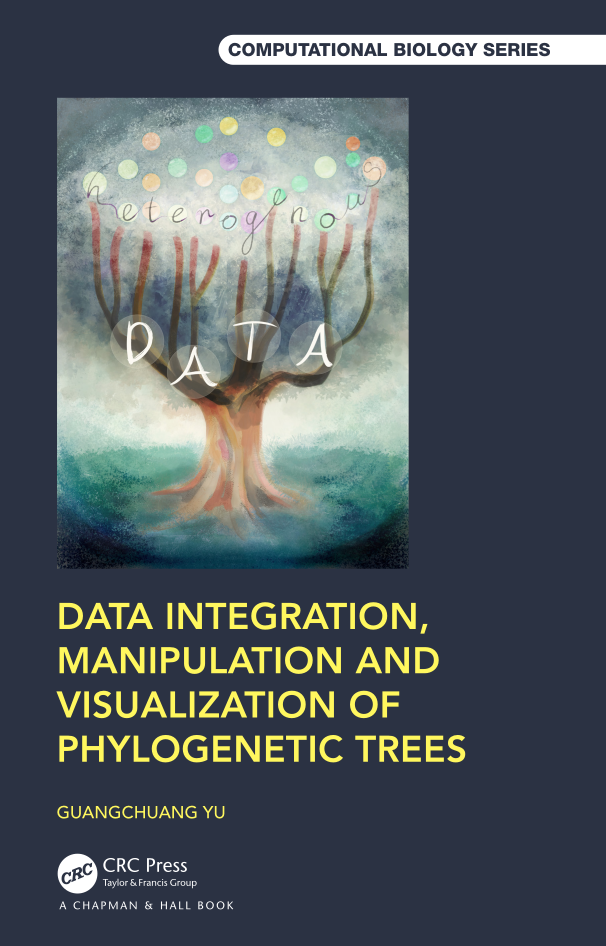 COMPUTATIONAL BIOLOGY SERIES
heterogenous
DATA
DATA INTEGRATION,
MANIPULATION AND
VISUALIZATION OF
PHYLOGENETIC TREES
GUANGCHUANG YU
CRC CRC Press
Taylor & Francis Group
A CHAPMAN & HALL BOOK